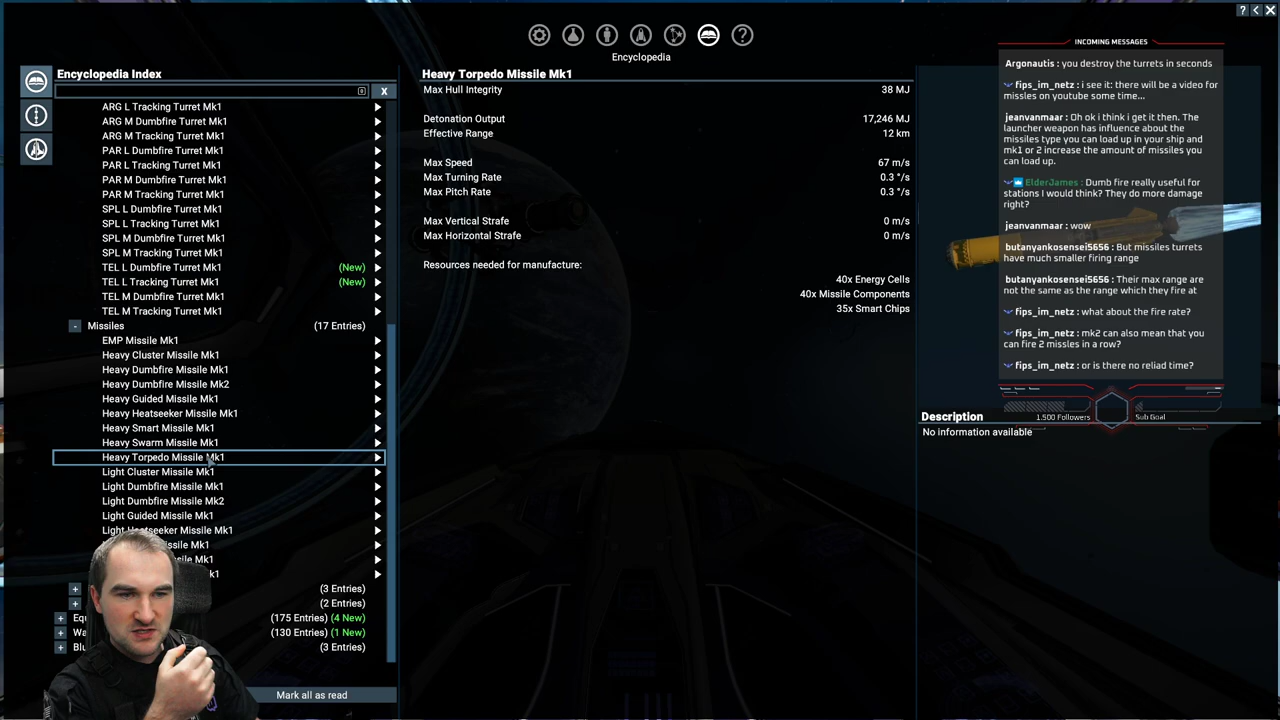 ? < X
Encyclopedia
Encyclopedia Index
X
ARG L Tracking Turret Mk1
ARG M Dumbfire Turret Mk1
ARG M Tracking Turret Mk1
PAR L Dumbfire Turret Mk1
PAR L Tracking Turret Mk1
PAR M Dumbfire Turret Mk1
PAR M Tracking Turret Mk1
SPL L Dumbfire Turret Mk1
SPL L Tracking Turret Mk1
SPL M Dumbfire Turret Mk1
SPL M Tracking Turret Mk1
TEL L Dumbfire Turret Mk1 (New)
TEL L Tracking Turret Mk1 (New)
TEL M Dumbfire Turret Mk1
TEL M Tracking Turret Mk1
- Missiles (17 Entries)
EMP Missile Mk1
Heavy Cluster Missile Mk1
Heavy Dumbfire Missile Mk1
Heavy Dumbfire Missile Mk2
Heavy Guided Missile Mk1
Heavy Heatseeker Missile Mk1
Heavy Smart Missile Mk1
Heavy Swarm Missile Mk1
Heavy Torpedo Missile Mk1
Light Cluster Missile Mk1
Light Dumbfire Missile Mk1
Light Dumbfire Missile Mk2
Light Guided Missile Mk1
Light Heatseeker Missile Mk1
Mk1
Mk1
+ (3 Entries)
+ (2 Entries)
+ (175 Entries) (4 New)
+ (130 Entries) (1 New)
+ (3 Entries)
Mark all as read
Heavy Torpedo Missile Mk1
Max Hull Integrity 38 MJ
Detonation Output 17,246 MJ
Effective Range 12 km
Max Speed 67 m/s
Max Turning Rate 0.3 °/s
Max Pitch Rate 0.3 °/s
Max Vertical Strafe 0 m/s
Max Horizontal Strafe 0 m/s
Resources needed for manufacture:
40x Energy Cells
40x Missile Components
35x Smart Chips
INCOMING MESSAGES
Argonautis : you destroy the turrets in seconds
fips_im_netz : i see it: there will be a video for
missles on youtube some time...
jeanvanmaar : Oh ok i think i get it then. The
launcher weapon has influence about the
missiles type you can load up in your ship and
mk1 or 2 increase the amount of missiles you
can load up.
ElderJames : Dumb fire really useful for
stations I would think? They do more damage
right?
jeanvanmaar : wow
butanyankosensei5656 : But missiles turrets
have much smaller firing range
butanyankosensei5656 : Their max range are
not the same as the range which they fire at
fips_im_netz : what about the fire rate?
fips_im_netz : mk2 can also mean that you
can fire 2 missles in a row?
fips_im_netz : or is there no reliad time?
1.500 Followers
Sub Goal
Description
No information available